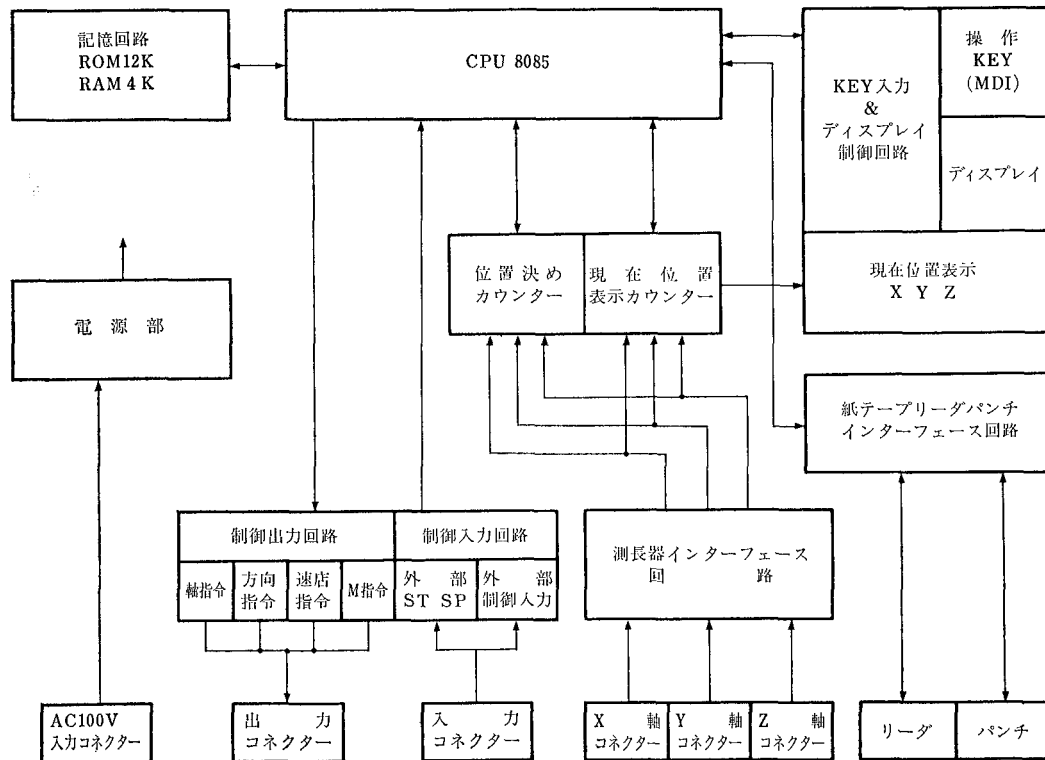 記憶回路
ROM12K
RAM4K
CPU 8085
KEY入力
&
ディスプレイ
制御回路
操作
KEY
(MDI)
ディスプレイ
現在位置表示
X Y Z
位置決め
カウンター
現在位置
表示カウンター
電源部
紙テープリーダパンチ
インターフェース回路
制御出力回路
制御入力回路
軸指令
方向
指令
速店
指令
M指令
外部
ST SP
外部
制御入力
測長器インターフェース
回路
AC100V
入力コネクター
出力
コネクター
入力
コネクター
X軸
コネクター
Y軸
コネクター
Z軸
コネクター
リーダ
パンチ